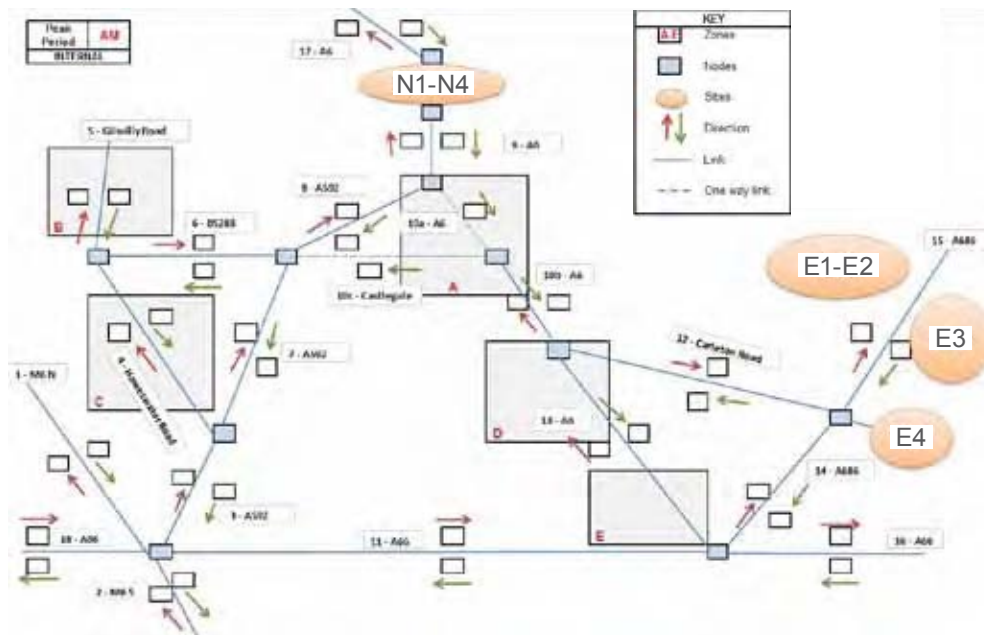 Peak
Period
AM
INTERNAL
17 - A6
N1-N4
KEY
A-E
Zones
Nodes
Sites
Direction
Link
One way link
5 - Gilwilly Road
9 - A6
8 - A592
B
6 - B5288
10a - A6
10b - A6
10c - Castlegate
A
15 - A686
E1-E2
E3
E4
12 - Carleton Road
7 - A592
1 - M6 N
4 - Haweswater Road
C
D
13 - A6
14 - A686
3 - A592
E
18 - A66
11 - A66
16 - A66
2 - M6 S